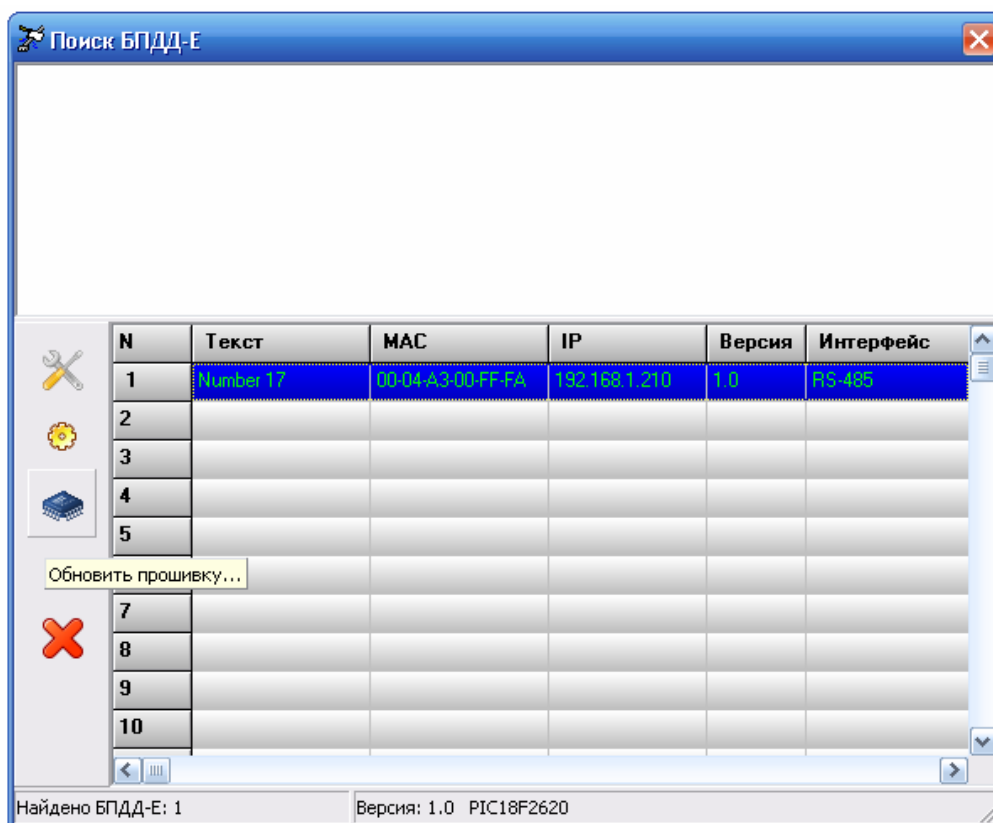 Поиск БПДД-Е
N Текст MAC IP Версия Интерфейс
1 Number 17 00-04-A3-00-FF-FA 192.168.1.210 1.0 RS-485
2
3
4
5
Обновить прошивку...
7
8
9
10
Найдено БПДД-Е: 1 Версия: 1.0 PIC18F2620